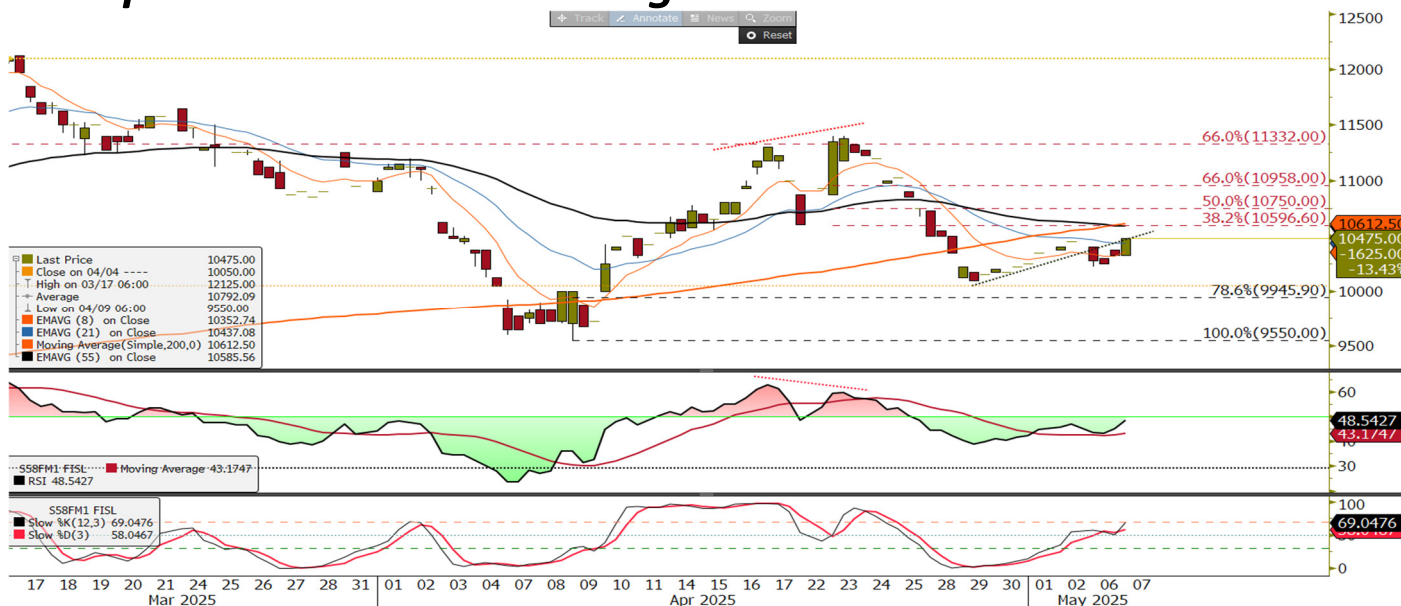 Track Annotate News Zoom
Reset
12500
12000
11500
11000
10000
9500
66.0%(11332.00)
66.0%(10958.00)
50.0%(10750.00)
38.2%(10596.60)
78.6%(9945.90)
100.0%(9550.00)
10612.50
10475.00
-1625.00
-13.43%
Last Price 10475.00
Close on 04/04 ---- 10050.00
High on 03/17 06:00 12125.00
Average 10792.09
Low on 04/09 06:00 9550.00
EMAVG (8) on Close 10352.74
EMAVG (21) on Close 10437.08
Moving Average(Simple,200,0) 10612.50
EMAVG (55) on Close 10585.56
60
30
48.5427
43.1747
S58FM1 FISL Moving Average 43.1747
RSI 48.5427
100
0
69.0476
S58FM1 FISL
Slow %K(12,3) 69.0476
Slow %D(3) 58.0467
17 18 19 20 21 24 25 26 27 28 31 01 02 03 04 07 08 09 10 11 14 15 16 17 22 23 24 25 28 29 30 01 02 06 07
Mar 2025 Apr 2025 May 2025